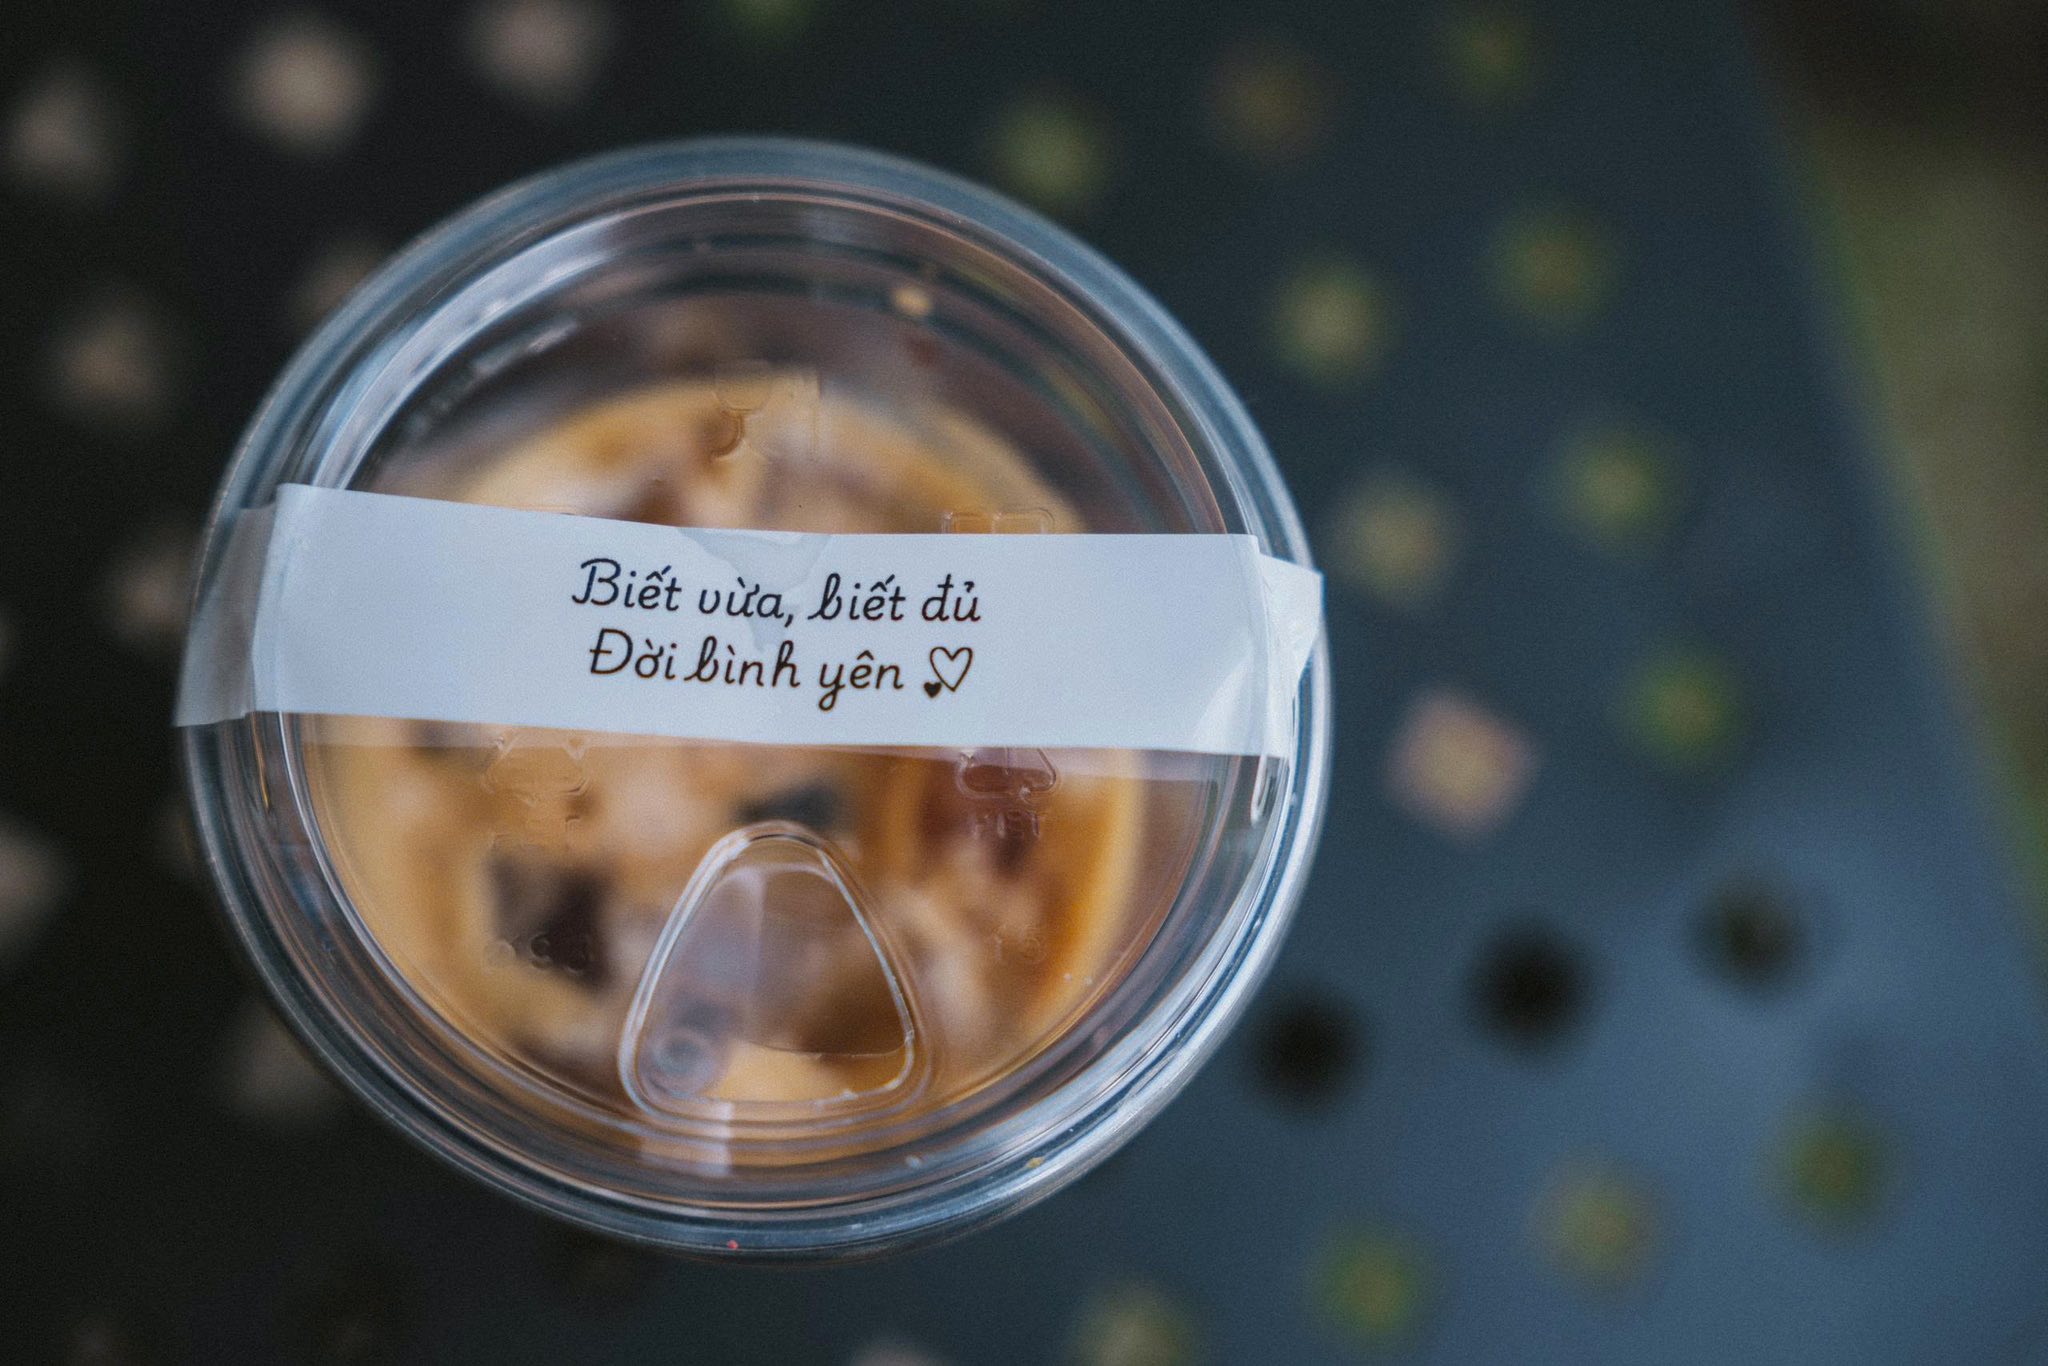 Biết vừa, biết đủ
Đời bình yên